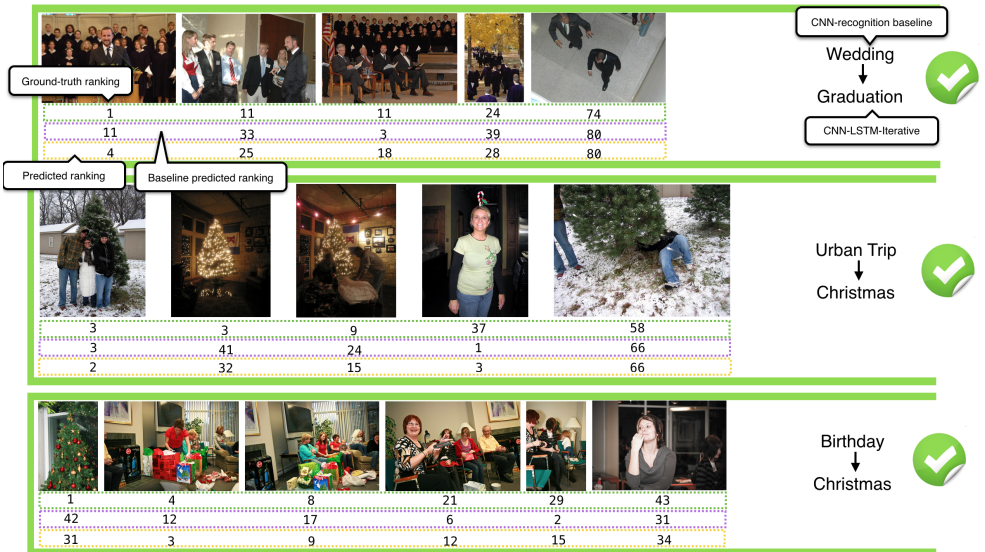 CNN-recognition baseline
Wedding
Graduation
CNN-LSTM-Iterative
Ground-truth ranking
1 11 11 24 74
11 33 3 39 80
4 25 18 28 80
Predicted ranking
Baseline predicted ranking
Urban Trip
Christmas
3 3 9 37 58
3 41 24 1 66
2 32 15 3 66
Birthday
Christmas
1 4 8 21 29 43
42 12 17 6 2 31
31 3 9 12 15 34